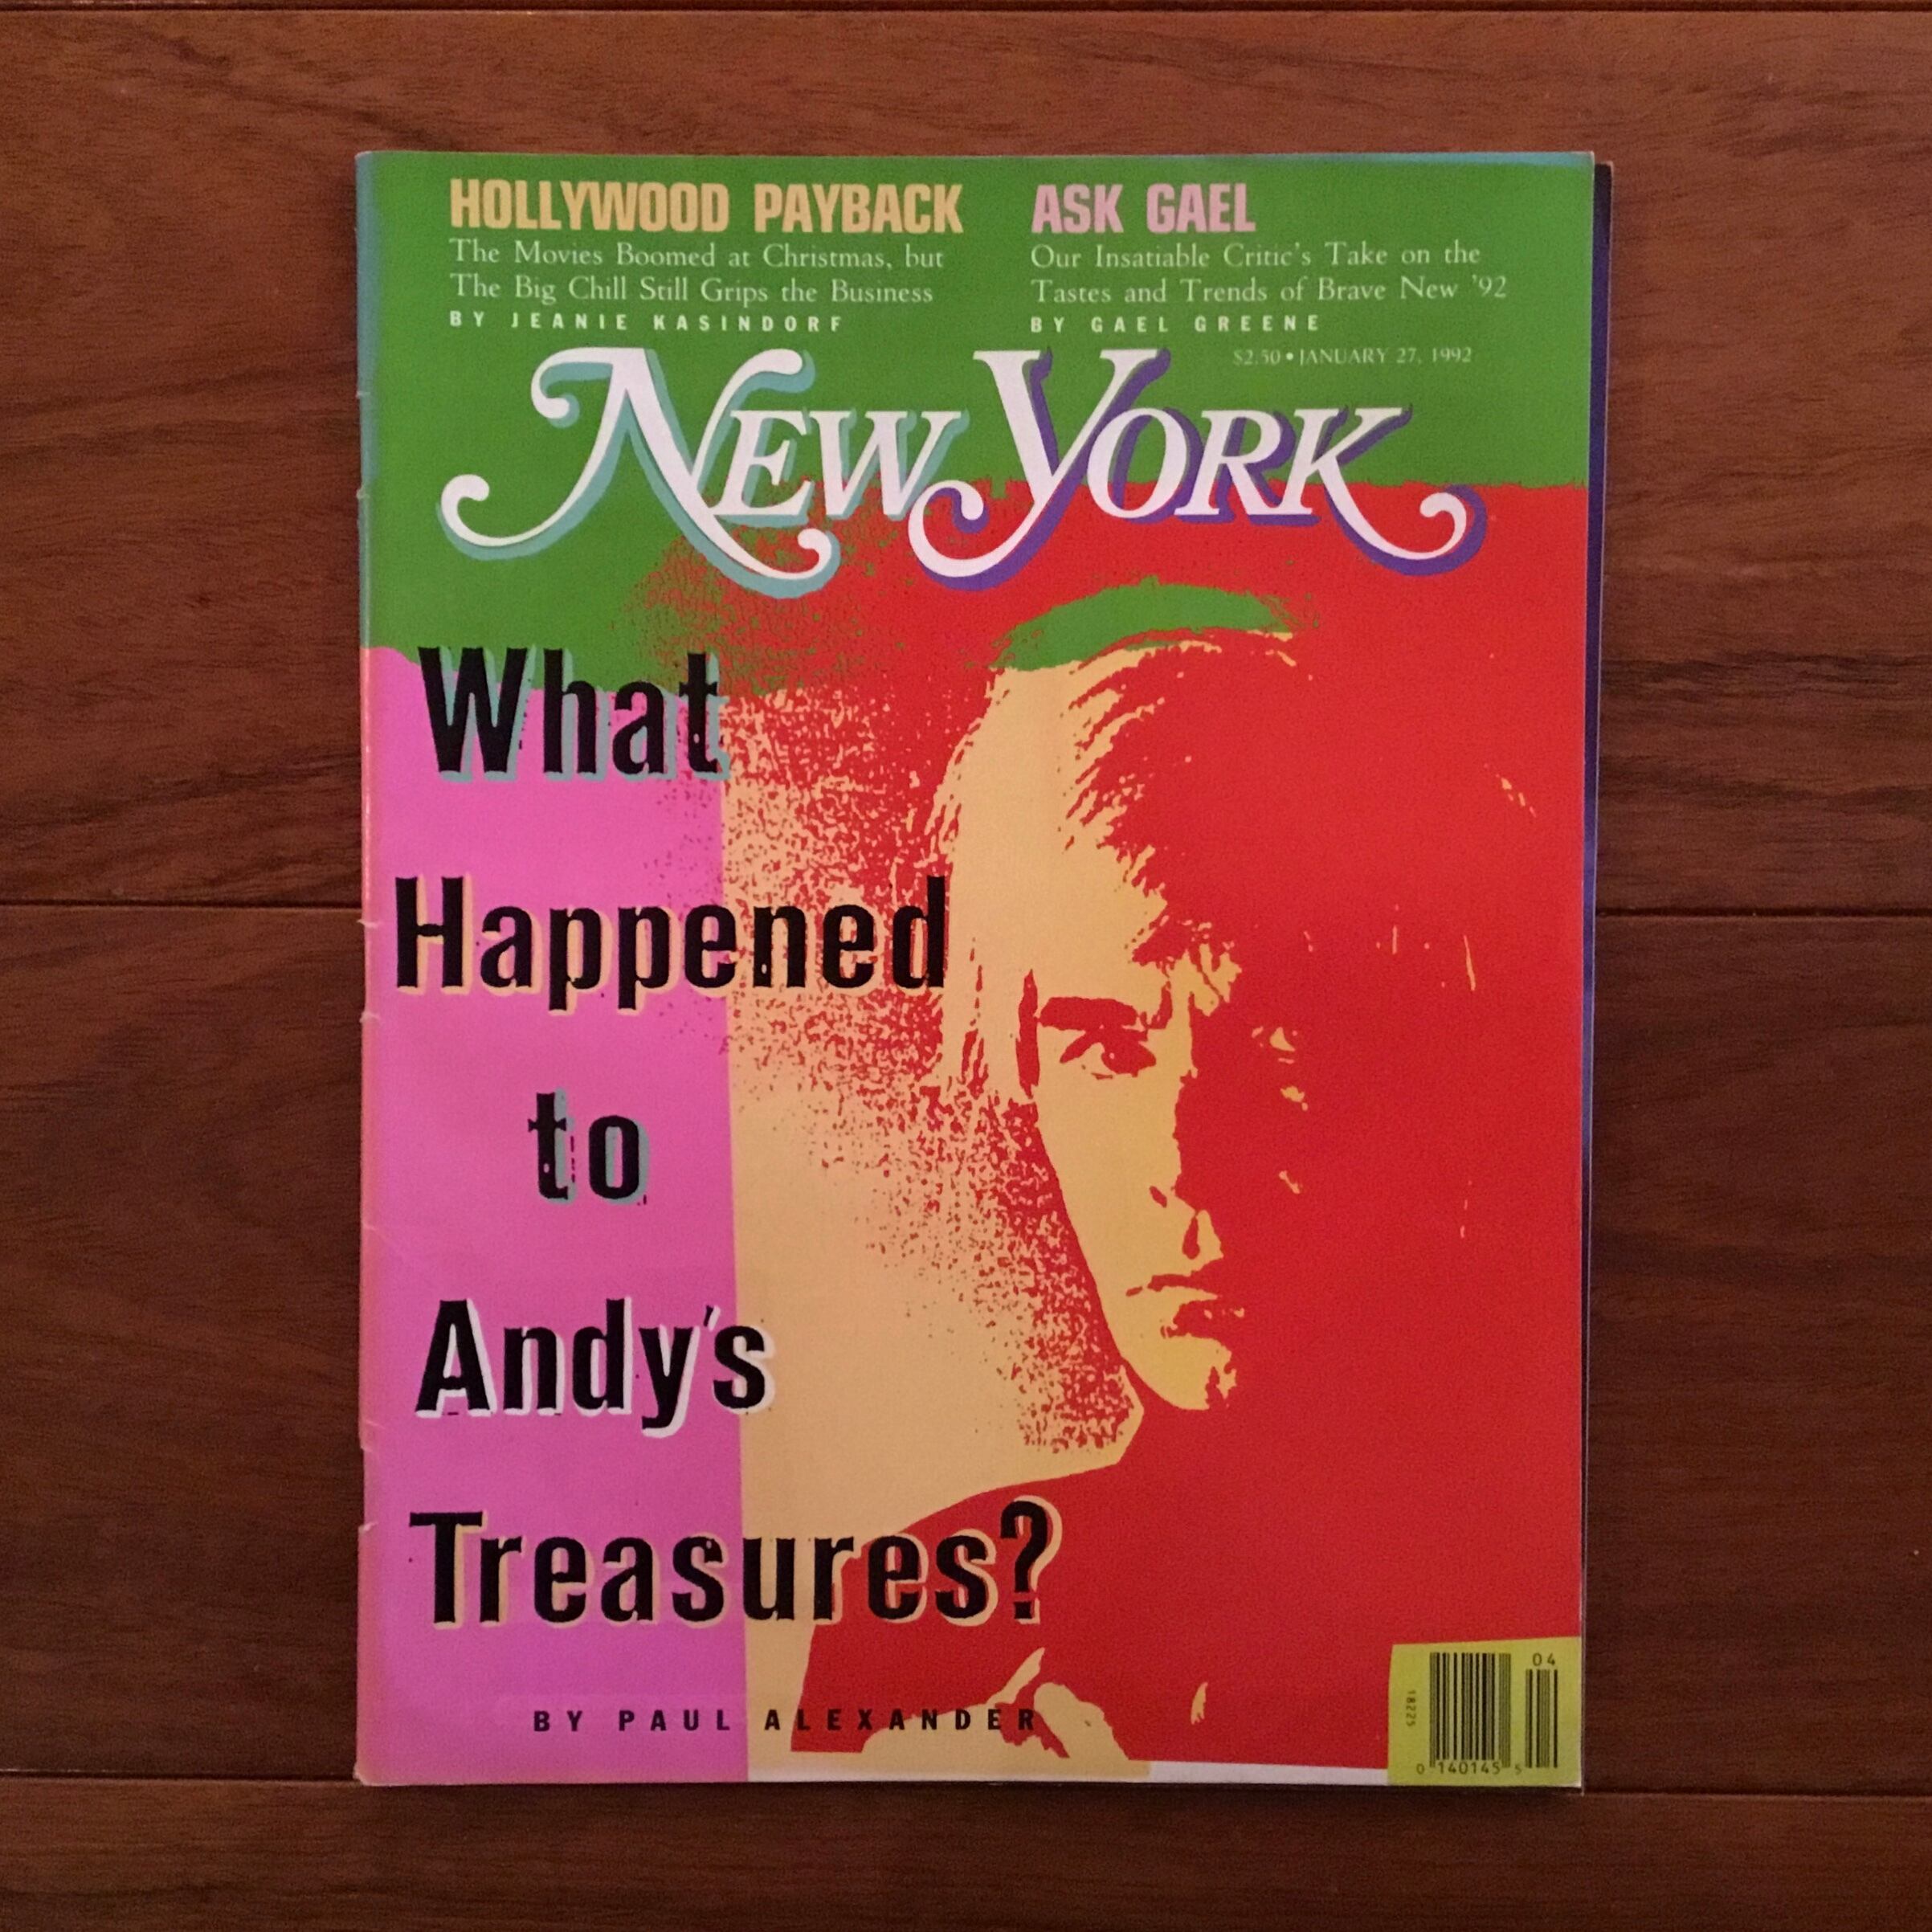 HOLLYWOOD PAYBACK
The Movies Boomed at Christmas, but
The Big Chill Still Grips the Business
BY JEANIE KASINDORF
ASK GAEL
Our Insatiable Critic's Take on the
Tastes and Trends of Brave New '92
BY GAEL GREENE
$2.50 • JANUARY 27, 1992
NEW YORK
What
Happened
to
Andy's
Treasures?
BY PAUL ALEXANDER
04
18225
0 140145 5